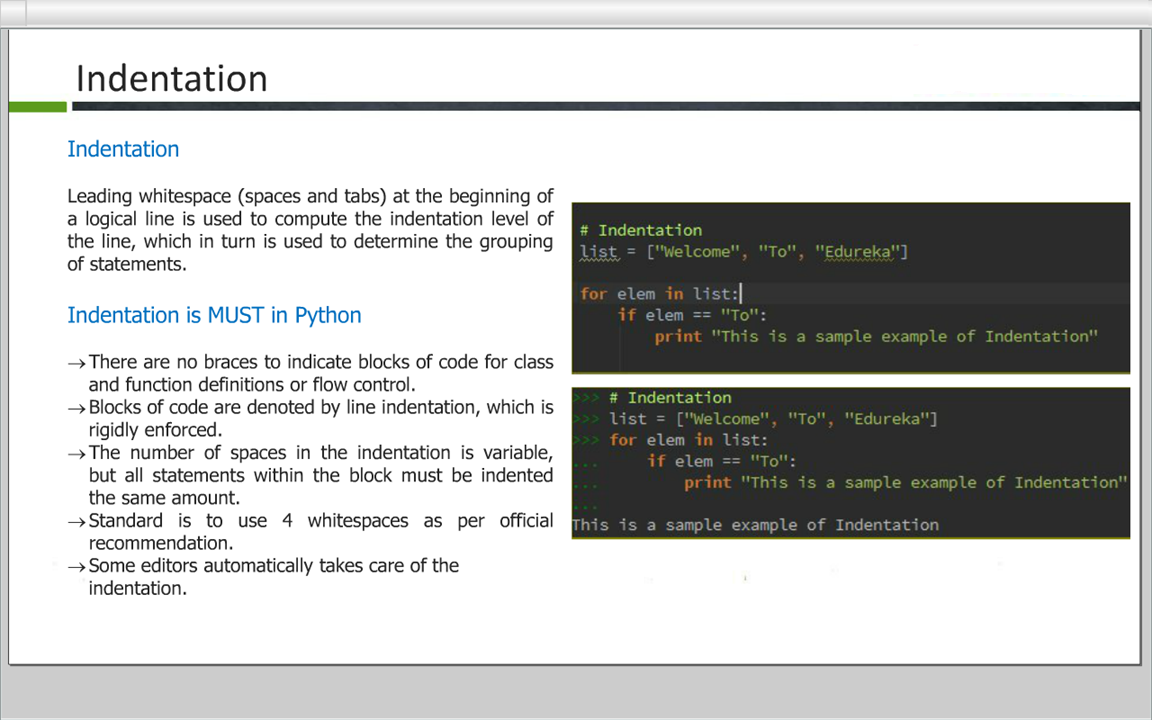 Indentation
Indentation
Leading whitespace (spaces and tabs) at the beginning of
a logical line is used to compute the indentation level of
the line, which in turn is used to determine the grouping
of statements.
Indentation is MUST in Python
→There are no braces to indicate blocks of code for class
and function definitions or flow control.
→Blocks of code are denoted by line indentation, which is
rigidly enforced.
→The number of spaces in the indentation is variable,
but all statements within the block must be indented
the same amount.
→Standard is to use 4 whitespaces as per official
recommendation.
→Some editors automatically takes care of the
indentation.
# Indentation
list = ["Welcome", "To", "Edureka"]
for elem in list:
    if elem == "To":
        print "This is a sample example of Indentation"
>>> # Indentation
>>> list = ["Welcome", "To", "Edureka"]
>>> for elem in list:
...     if elem == "To":
...         print "This is a sample example of Indentation"
...
This is a sample example of Indentation